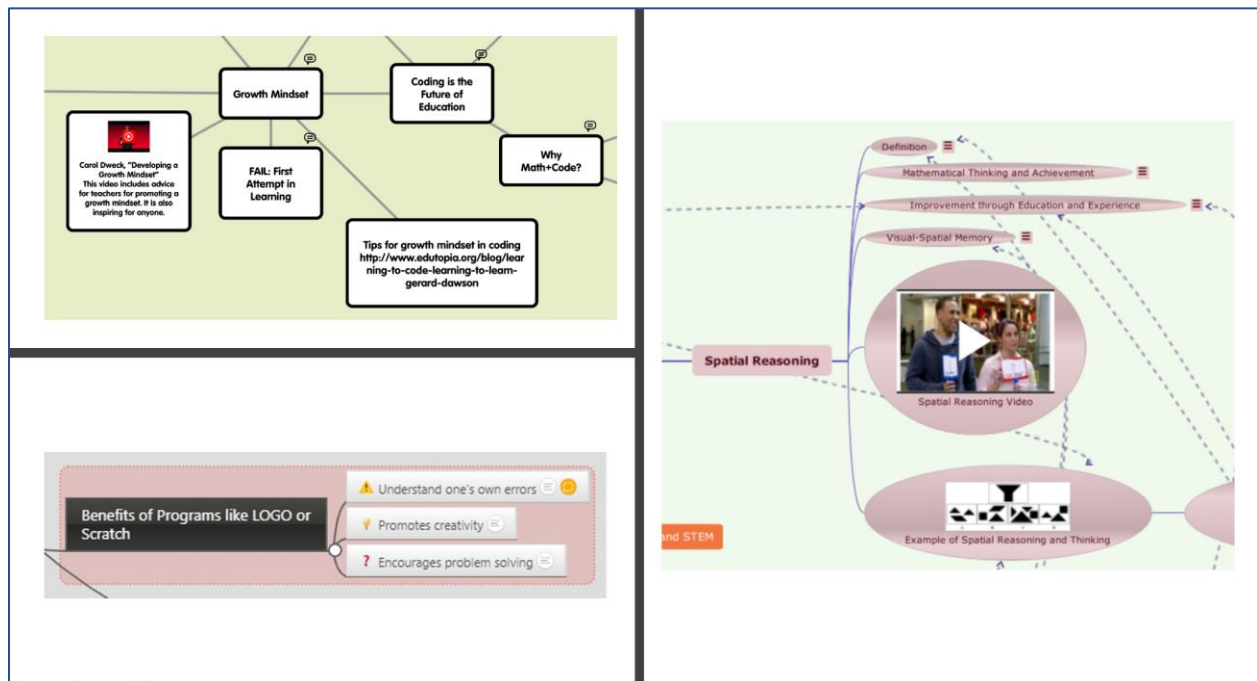 Growth Mindset
Coding is the
Future of
Education
Carol Dweck, "Developing a
Growth Mindset"
This video includes advice
for teachers for promoting a
growth mindset. It is also
inspiring for anyone.
FAIL: First
Attempt in
Learning
Why
Math+Code?
Tips for growth mindset in coding
http://www.edutopia.org/blog/lear
ning-to-code-learning-to-learn-
gerard-dawson
Benefits of Programs like LOGO or
Scratch
Understand one's own errors
Promotes creativity
? Encourages problem solving
Definition
Mathematical Thinking and Achievement
Improvement through Education and Experience
Visual-Spatial Memory
Spatial Reasoning
Spatial Reasoning Video
Example of Spatial Reasoning and Thinking
and STEM